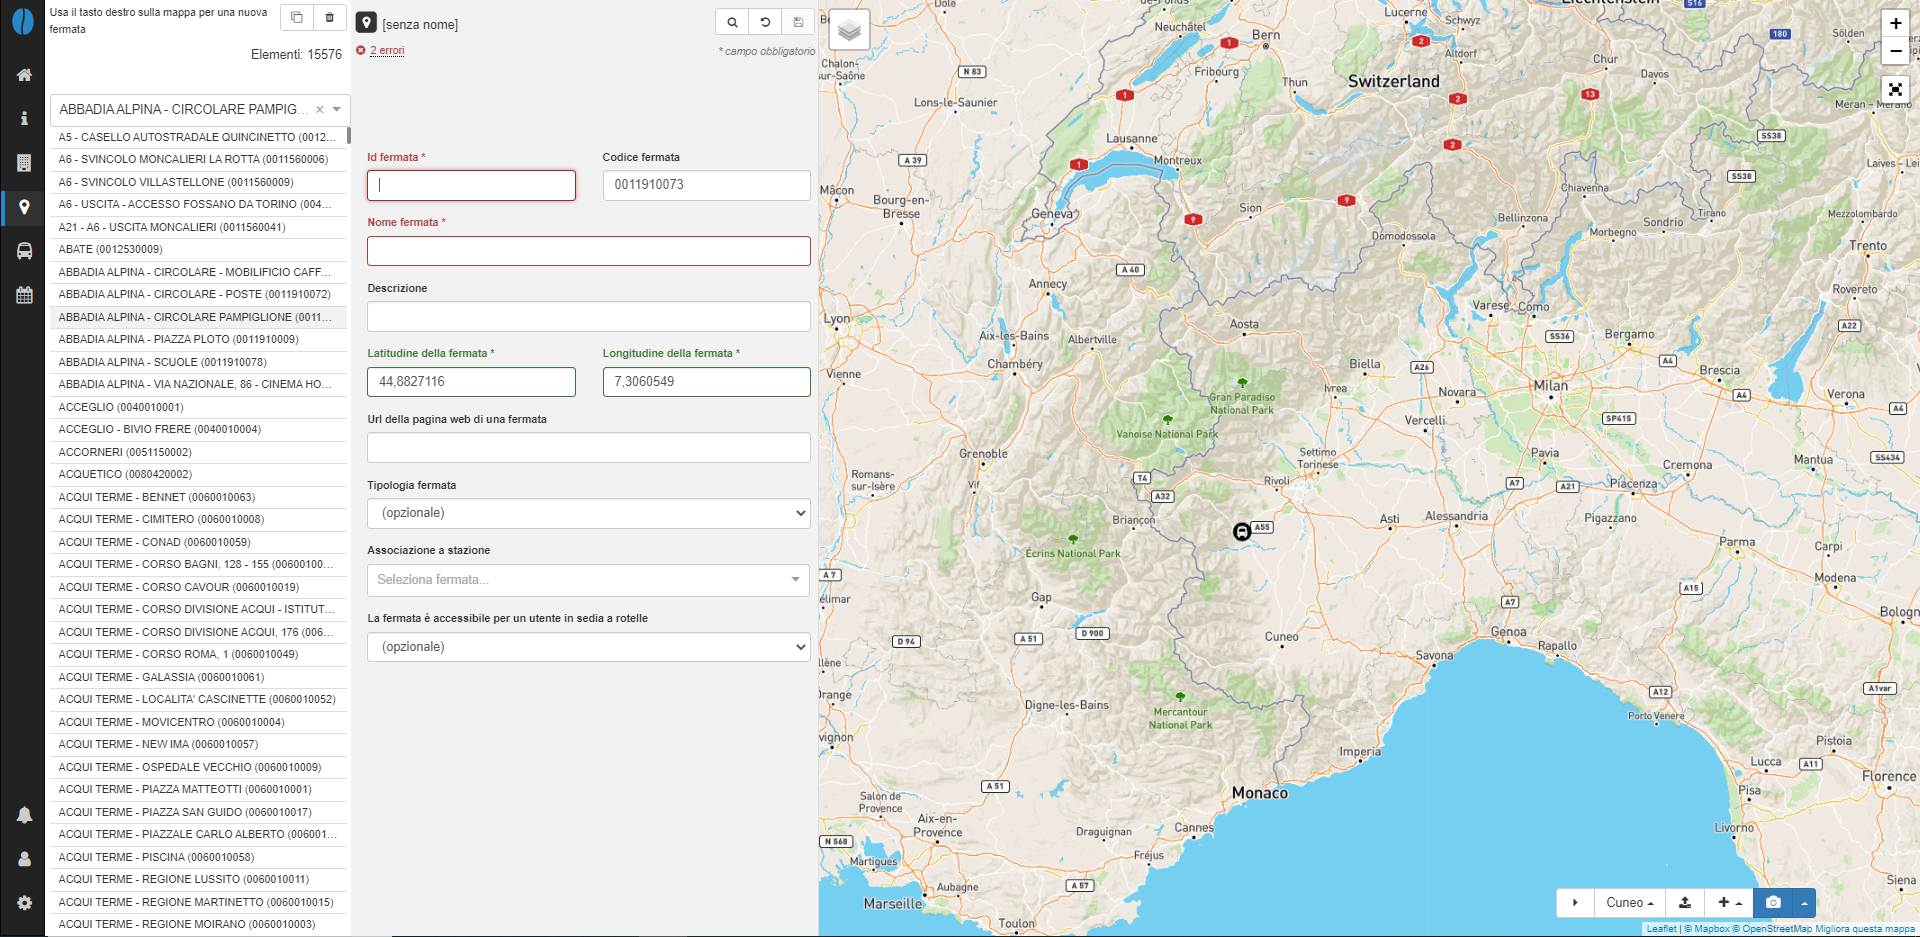 Usa il tasto destro sulla mappa per una nuova
fermata
Elementi: 15576
ABBADIA ALPINA - CIRCOLARE PAMPIG...
A5 - CASELLO AUTOSTRADALE QUINCINETTO (0012...
A6 - SVINCOLO MONCALIERI LA ROTTA (0011560006)
A6 - SVINCOLO VILLASTELLONE (0011560009)
A6 - USCITA - ACCESSO FOSSANO DA TORINO (004...
A21 - A6 - USCITA MONCALIERI (0011560041)
ABATE (0012530009)
ABBADIA ALPINA - CIRCOLARE - MOBILIFICIO CAFF...
ABBADIA ALPINA - CIRCOLARE - POSTE (0011910072)
ABBADIA ALPINA - CIRCOLARE PAMPIGLIONE (0011...
ABBADIA ALPINA - PIAZZA PLOTO (0011910009)
ABBADIA ALPINA - SCUOLE (0011910078)
ABBADIA ALPINA - VIA NAZIONALE, 86 - CINEMA HO...
ACCEGLIO (0040010001)
ACCEGLIO - BIVIO FRERE (0040010004)
ACCORNERI (0051150002)
ACQUETICO (0080420002)
ACQUI TERME - BENNET (0060010063)
ACQUI TERME - CIMITERO (0060010008)
ACQUI TERME - CONAD (0060010059)
ACQUI TERME - CORSO BAGNI, 128 - 155 (00600100...
ACQUI TERME - CORSO CAVOUR (0060010019)
ACQUI TERME - CORSO DIVISIONE ACQUI - ISTITUT...
ACQUI TERME - CORSO DIVISIONE ACQUI, 176 (006...
ACQUI TERME - CORSO ROMA, 1 (0060010049)
ACQUI TERME - GALASSIA (0060010061)
ACQUI TERME - LOCALITA' CASCINETTE (0060010052)
ACQUI TERME - MOVICENTRO (0060010004)
ACQUI TERME - NEW IMA (0060010057)
ACQUI TERME - OSPEDALE VECCHIO (0060010009)
ACQUI TERME - PIAZZA MATTEOTTI (0060010001)
ACQUI TERME - PIAZZA SAN GUIDO (0060010017)
ACQUI TERME - PIAZZALE CARLO ALBERTO (006001...
ACQUI TERME - PISCINA (0060010058)
ACQUI TERME - REGIONE LUSSITO (0060010011)
ACQUI TERME - REGIONE MARTINETTO (0060010015)
ACQUI TERME - REGIONE MOIRANO (0060010003)
[senza nome]
2 errori
* campo obbligatorio
Id fermata *
Codice fermata
0011910073
Nome fermata *
Descrizione
Latitudine della fermata *
Longitudine della fermata *
44,8827116
7,3060549
Url della pagina web di una fermata
Tipologia fermata
(opzionale)
Associazione a stazione
Seleziona fermata...
La fermata è accessibile per un utente in sedia a rotelle
(opzionale)
Dole
Neuchâtel
Bern
Lucerne
Schwyz
Liechtenstein
S16
180
Sölden
Altdorf
Chur
Davos
Chalon-
sur-Saône
N 83
Fribourg
Thun
Switzerland
Lons-le-Saunier
1
2
13
Meran - Merano
Lausanne
Montreux
SS38
A 39
Laives -
Mâcon
Bourg-en-
Bresse
Geneva
Sion
9
Chiavenna
SS38
Bellinzona
Sondrio
Tirano
Mezzolombardo
Domodossola
Morbegno
Trento
A 40
Annecy
Rovereto
Lyon
Aosta
Varese
Como
SS36
Bergamo
A22
Aix-les-Bains
Albertville
Chambéry
Biella
A26
A4
Brescia
Vienne
Ivrea
Novara
Milan
Verona
Gran Paradiso
National Park
Vercelli
SP415
A4
Vanoise National Park
Grenoble
Settimo
Torinese
Pavia
Cremona
Mantua
SS434
Romans-
sur-Isère
Vif
T4
Rivoli
A7
A21
Piacenza
A32
Briançon
A55
Asti
Alessandria
Pigazzano
Écrins National Park
Parma
Carpi
A 7
Modena
élimar
Gap
A7
A15
Bologna
A 51
D 900
D 94
Cuneo
Genoa
Rapallo
Savona
Orange
Digne-les-Bains
Mercantour
National Park
A12
A1var
Porto Venere
vignon
Imperia
Pistoia
Lucca
A11
Florence
A 51
Monaco
Pisa
Salon de
Provence
Aix-en-
Provence
Draguignan
Cannes
Livorno
N 568
Martigues
Fréjus
Siena
A 57
Aubagne
Marseille
Toulon
Cuneo
Leaflet | © Mapbox © OpenStreetMap Migliora questa mappa